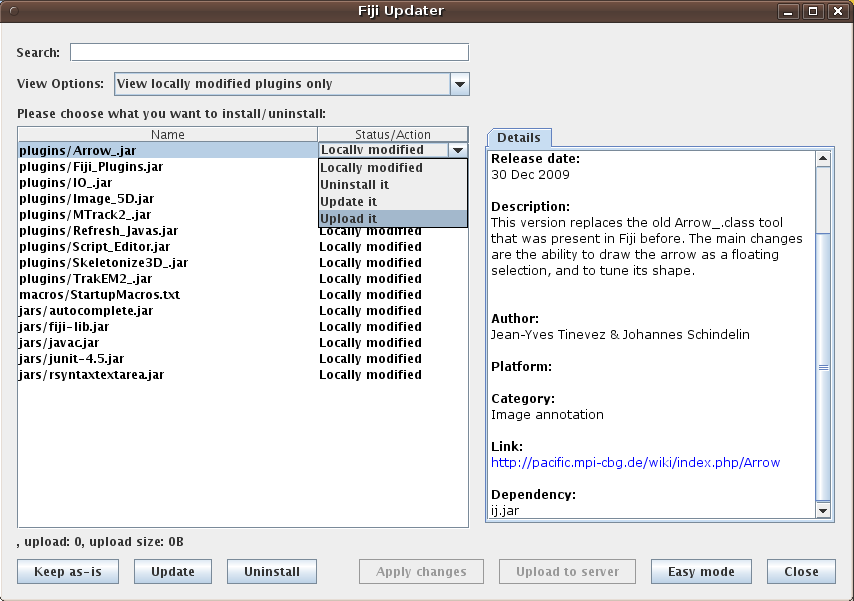 Fiji Updater
Search:
View Options: View locally modified plugins only
Please choose what you want to install/uninstall:
Name Status/Action
plugins/Arrow_.jar Locally modified
plugins/Fiji_Plugins.jar Locally modified
plugins/IO_.jar Uninstall it
plugins/Image_5D.jar Update it
plugins/MTrack2_.jar Upload it
plugins/Refresh_Javas.jar Locally modified
plugins/Script_Editor.jar Locally modified
plugins/Skeletonize3D_.jar Locally modified
plugins/TrakEM2_.jar Locally modified
macros/StartupMacros.txt Locally modified
jars/autocomplete.jar Locally modified
jars/fiji-lib.jar Locally modified
jars/javac.jar Locally modified
jars/junit-4.5.jar Locally modified
jars/rsyntaxtextarea.jar Locally modified
, upload: 0, upload size: 0B
Details
Release date:
30 Dec 2009
Description:
This version replaces the old Arrow_.class tool
that was present in Fiji before. The main changes
are the ability to draw the arrow as a floating
selection, and to tune its shape.
Author:
Jean-Yves Tinevez & Johannes Schindelin
Platform:
Category:
Image annotation
Link:
http://pacific.mpi-cbg.de/wiki/index.php/Arrow
Dependency:
ij.jar
Keep as-is Update Uninstall Apply changes Upload to server Easy mode Close